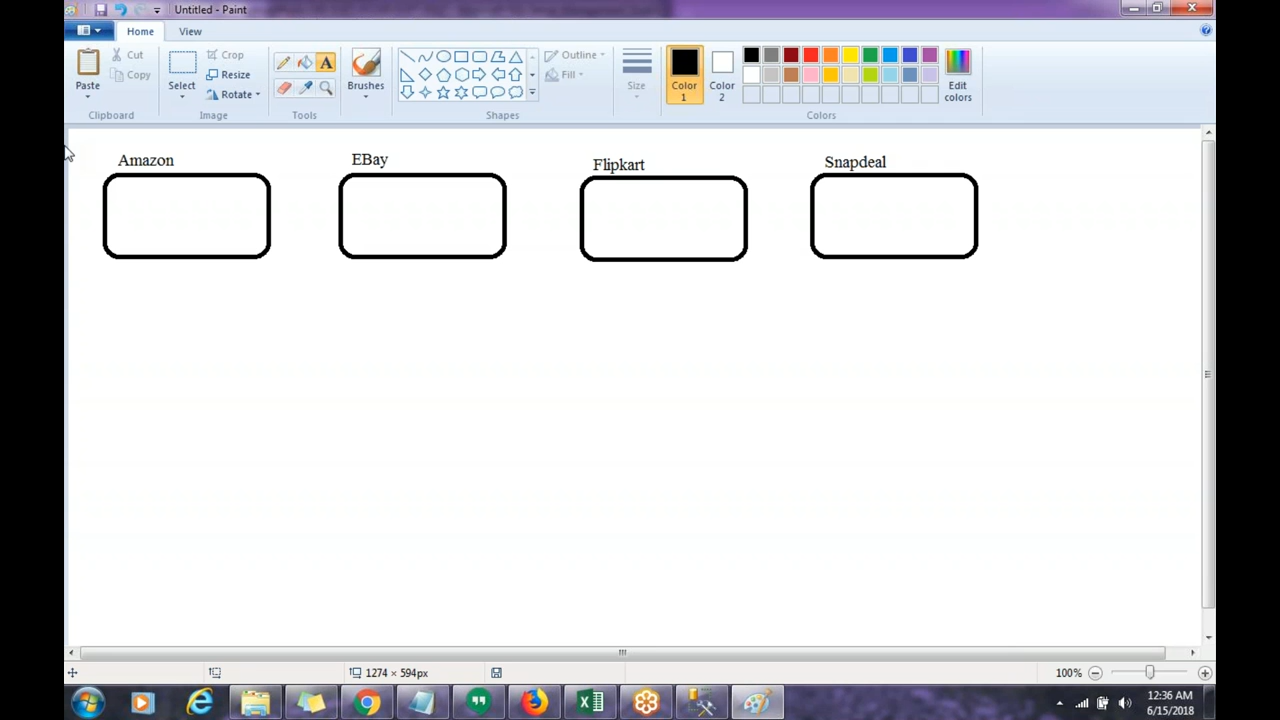 Untitled - Paint
Home View
Paste
Cut
Copy
Clipboard
Select
Crop
Resize
Rotate
Image
A
Tools
Brushes
Outline
Fill
Shapes
Size
Color 1
Color 2
Edit colors
Colors
Amazon
EBay
Flipkart
Snapdeal
1274 × 594px
100%
12:36 AM
6/15/2018